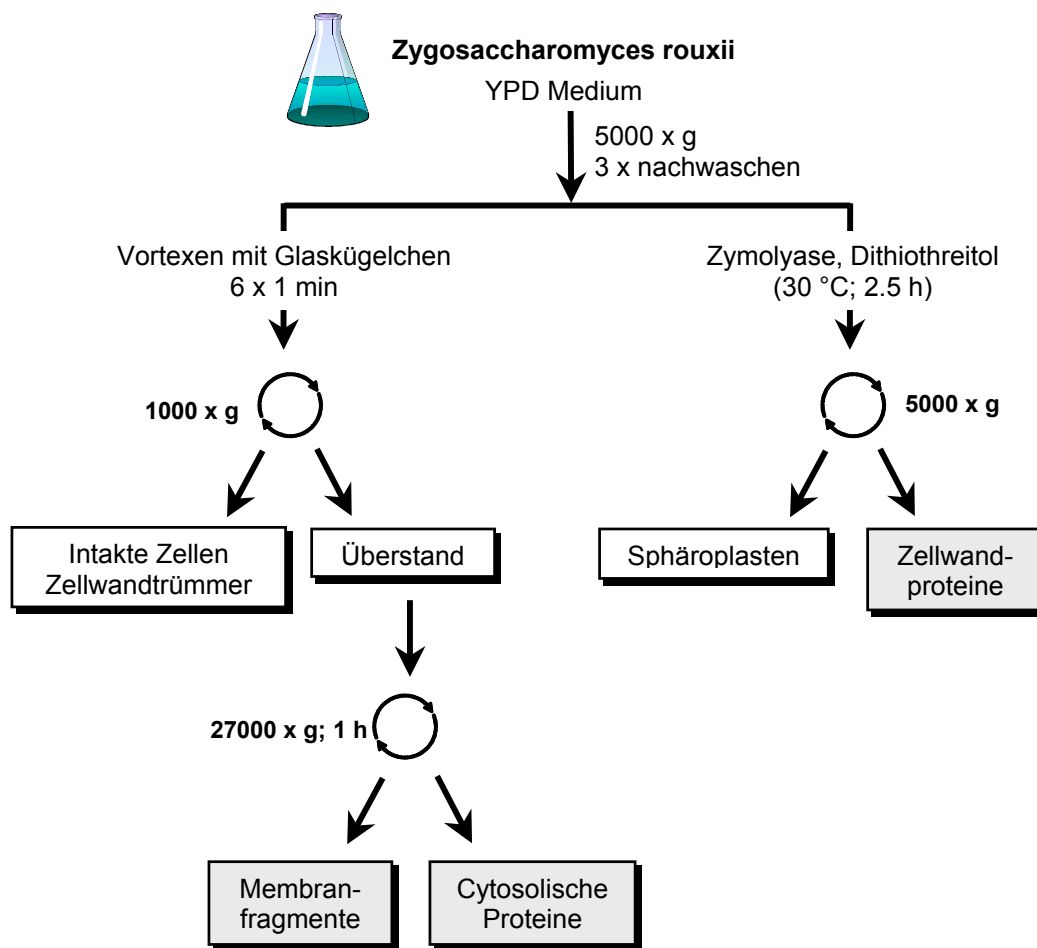 Zygosaccharomyces rouxii
YPD Medium
5000 x g
3 x nachwaschen
Vortexen mit Glaskügelchen
6 x 1 min
Zymolyase, Dithiothreitol
(30 °C; 2.5 h)
1000 x g
5000 x g
Intakte Zellen
Zellwandtrümmer
Überstand
Sphäroplasten
Zellwand-
proteine
27000 x g; 1 h
Membran-
fragmente
Cytosolische
Proteine